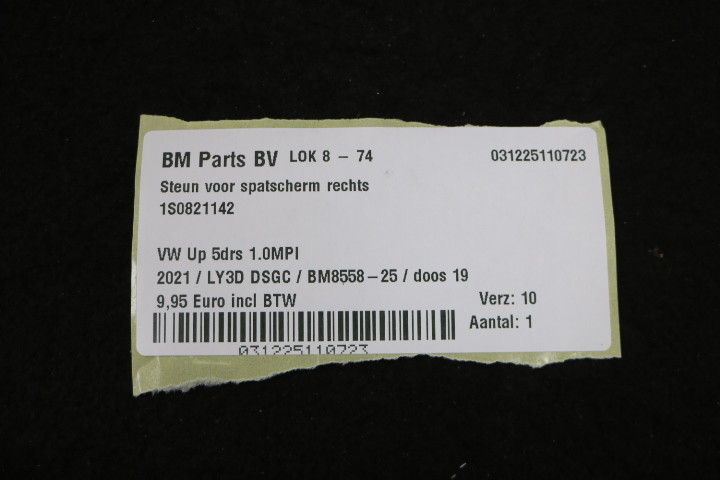 BM Parts BV LOK 8 - 74 031225110723
Steun voor spatscherm rechts
1S0821142
VW Up 5drs 1.0MPI
2021 / LY3D DSGC / BM8558-25 / doos 19
9,95 Euro incl BTW Verz: 10
Aantal: 1
031225110723